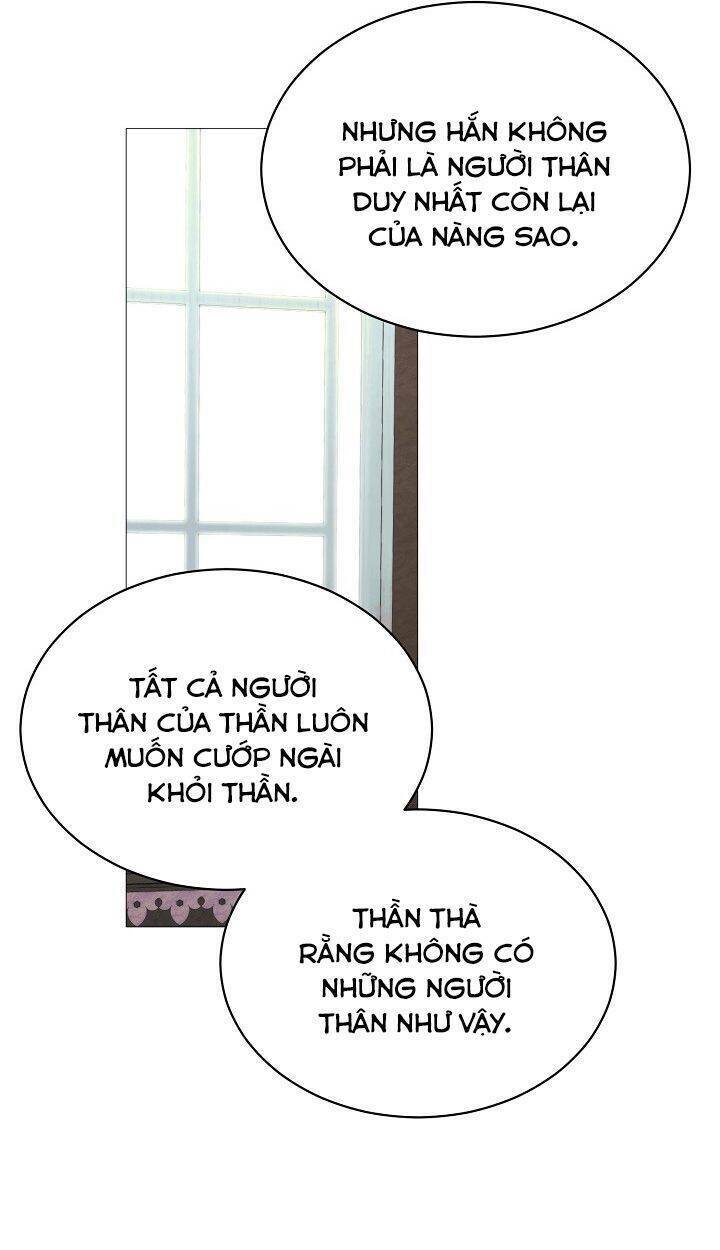 NHƯNG HẮN KHÔNG
PHẢI LÀ NGƯỜI THÂN
DUY NHẤT CÒN LẠI
CỦA NÀNG SAO.
TẤT CẢ NGƯỜI
THÂN CỦA THẦN LUÔN
MUỐN CƯỚP NGÀI
KHỎI THẦN.
THẦN THÀ
RẰNG KHÔNG CÓ
NHỮNG NGƯỜI
THÂN NHƯ VẬY.